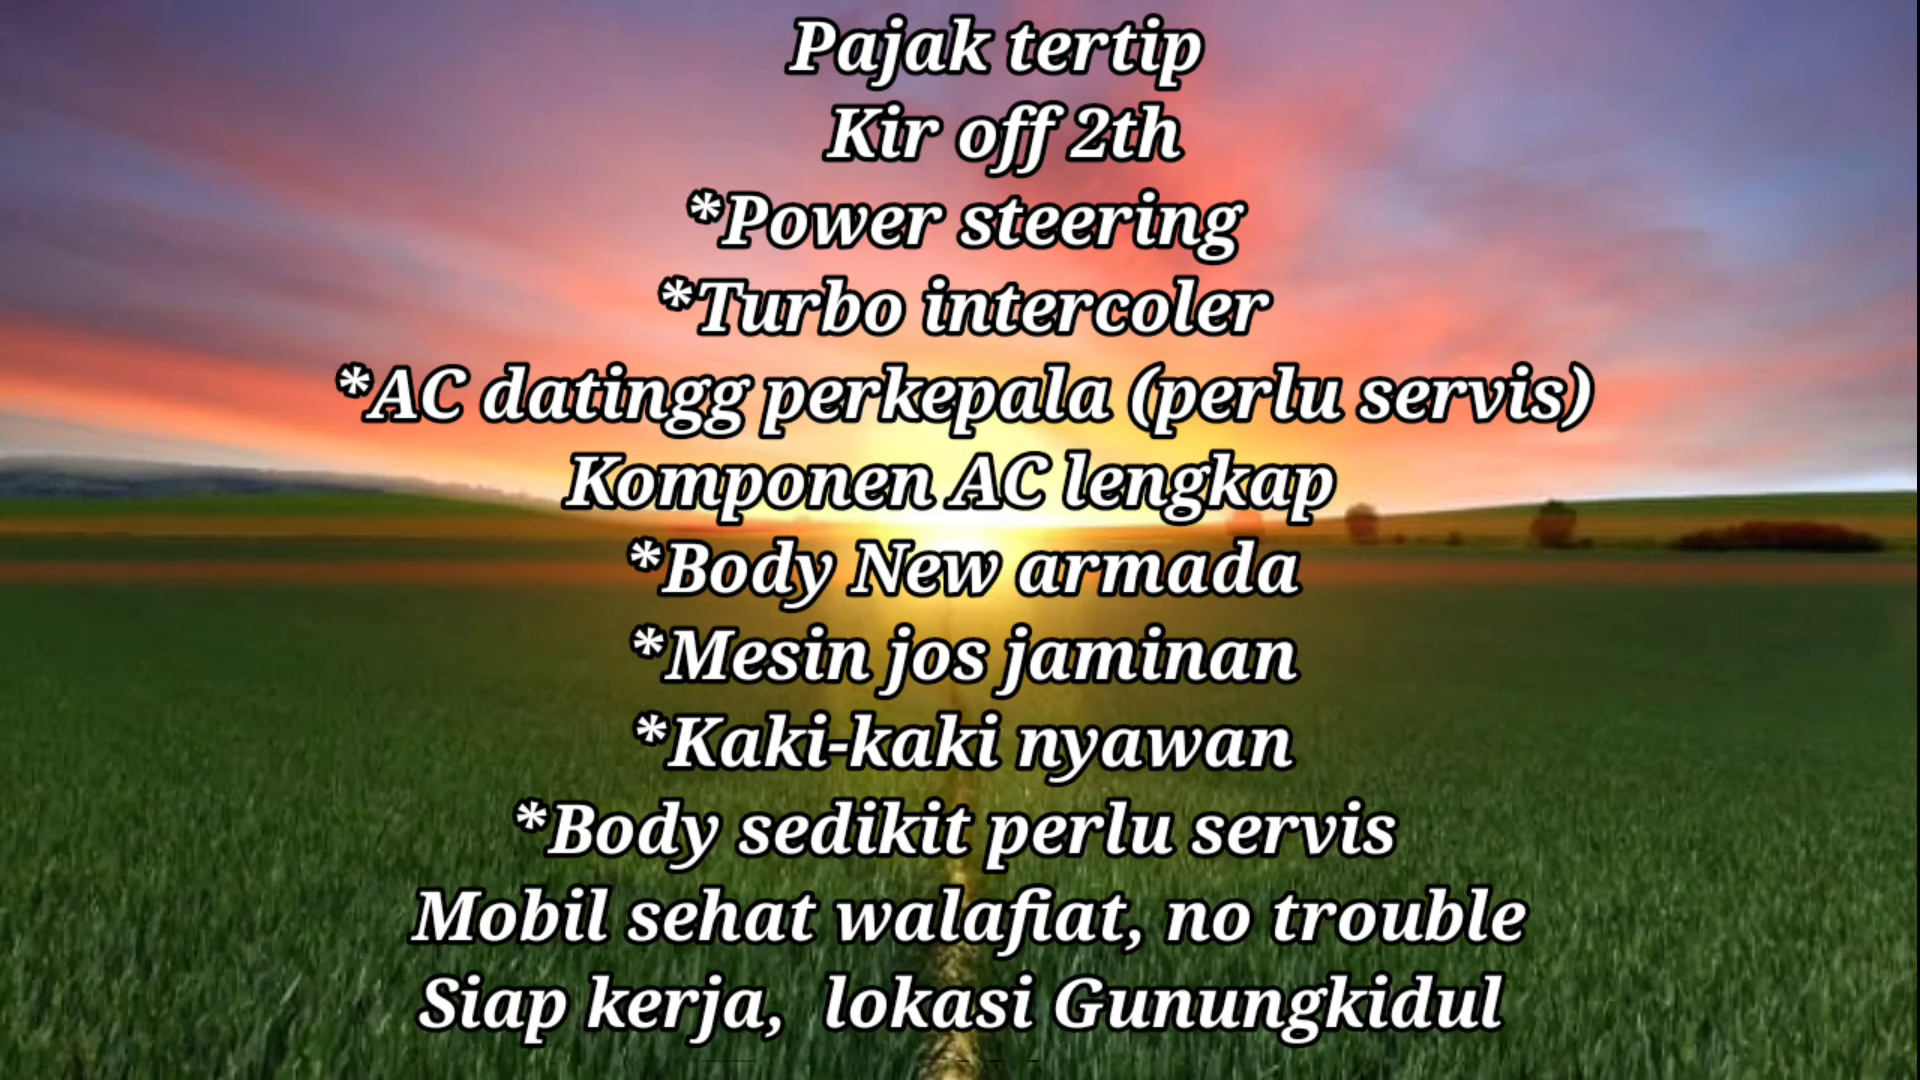 Pajak tertip
Kir off 2th
*Power steering
*Turbo intercoler
*AC datingg perkepala (perlu servis)
Komponen AC lengkap
*Body New armada
*Mesin jos jaminan
*Kaki-kaki nyawan
*Body sedikit perlu servis
Mobil sehat walafiat, no trouble
Siap kerja,  lokasi Gunungkidul